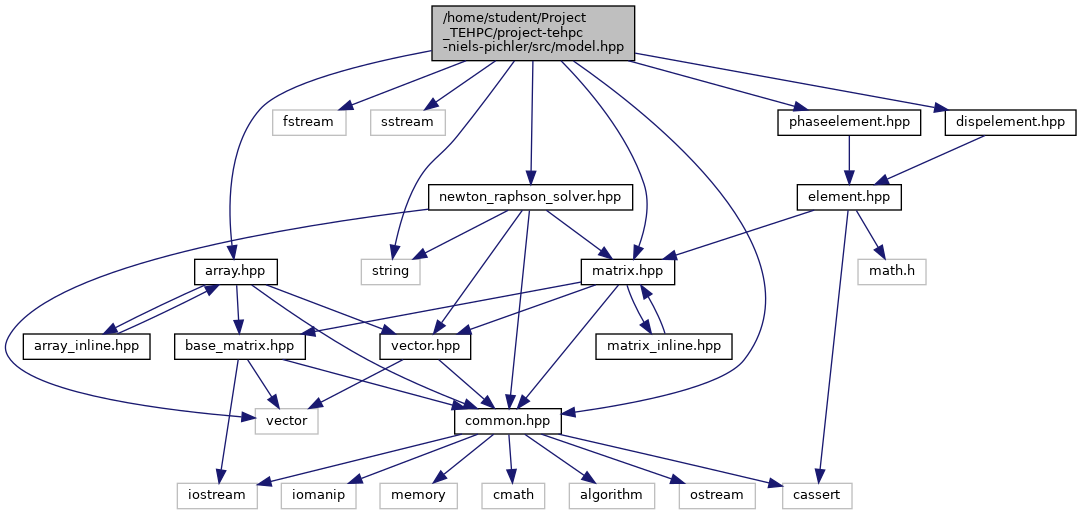 /home/student/Project
_TEHPC/project-tehpc
-niels-pichler/src/model.hpp
fstream
sstream
phaseelement.hpp
dispelement.hpp
newton_raphson_solver.hpp
element.hpp
array.hpp
string
matrix.hpp
math.h
array_inline.hpp
base_matrix.hpp
vector.hpp
matrix_inline.hpp
vector
common.hpp
iostream
iomanip
memory
cmath
algorithm
ostream
cassert